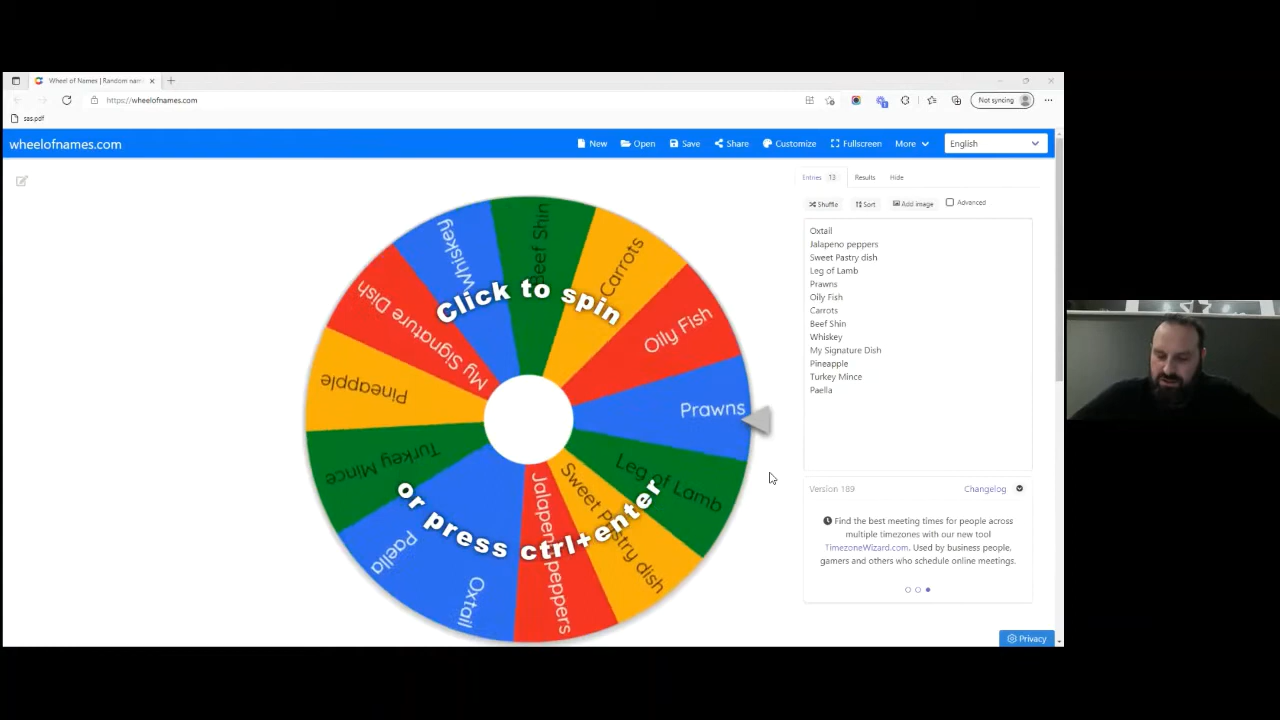 Wheel of Names | Random nam
https://wheelofnames.com
Not syncing
sas.pdf
wheelofnames.com
New
Open
Save
Share
Customize
Fullscreen
More
English
Entries 13
Results
Hide
Shuffle
Sort
Add image
Advanced
Oxtail
Jalapeno peppers
Sweet Pastry dish
Leg of Lamb
Prawns
Oily Fish
Carrots
Beef Shin
Whiskey
My Signature Dish
Pineapple
Turkey Mince
Paella
Click to spin
or press ctrl+enter
Whiskey
Beef Shin
Carrots
Oily Fish
Prawns
Leg of Lamb
Sweet Pastry dish
Jalapeno peppers
Oxtail
Paella
Turkey Mince
Pineapple
My Signature Dish
Version 189
Changelog
Find the best meeting times for people across
multiple timezones with our new tool
TimezoneWizard.com. Used by business people,
gamers and others who schedule online meetings.
Privacy